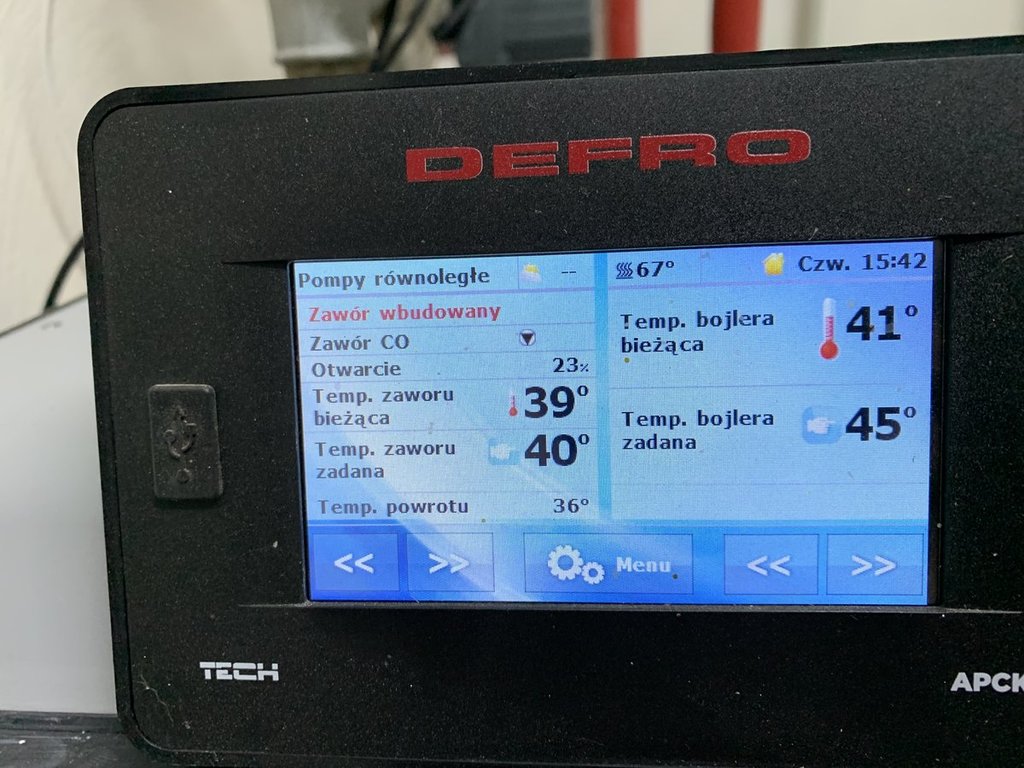 DEFRO
Pompy równoległe --
Zawór wbudowany
Zawór CO
Otwarcie 23%
Temp. zaworu
bieżąca 39°
Temp. zaworu
zadana 40°
Temp. powrotu 36°
67° Czw. 15:42
Temp. bojlera
bieżąca 41°
Temp. bojlera
zadana 45°
<< >> Menu << >>
TECH
APCK